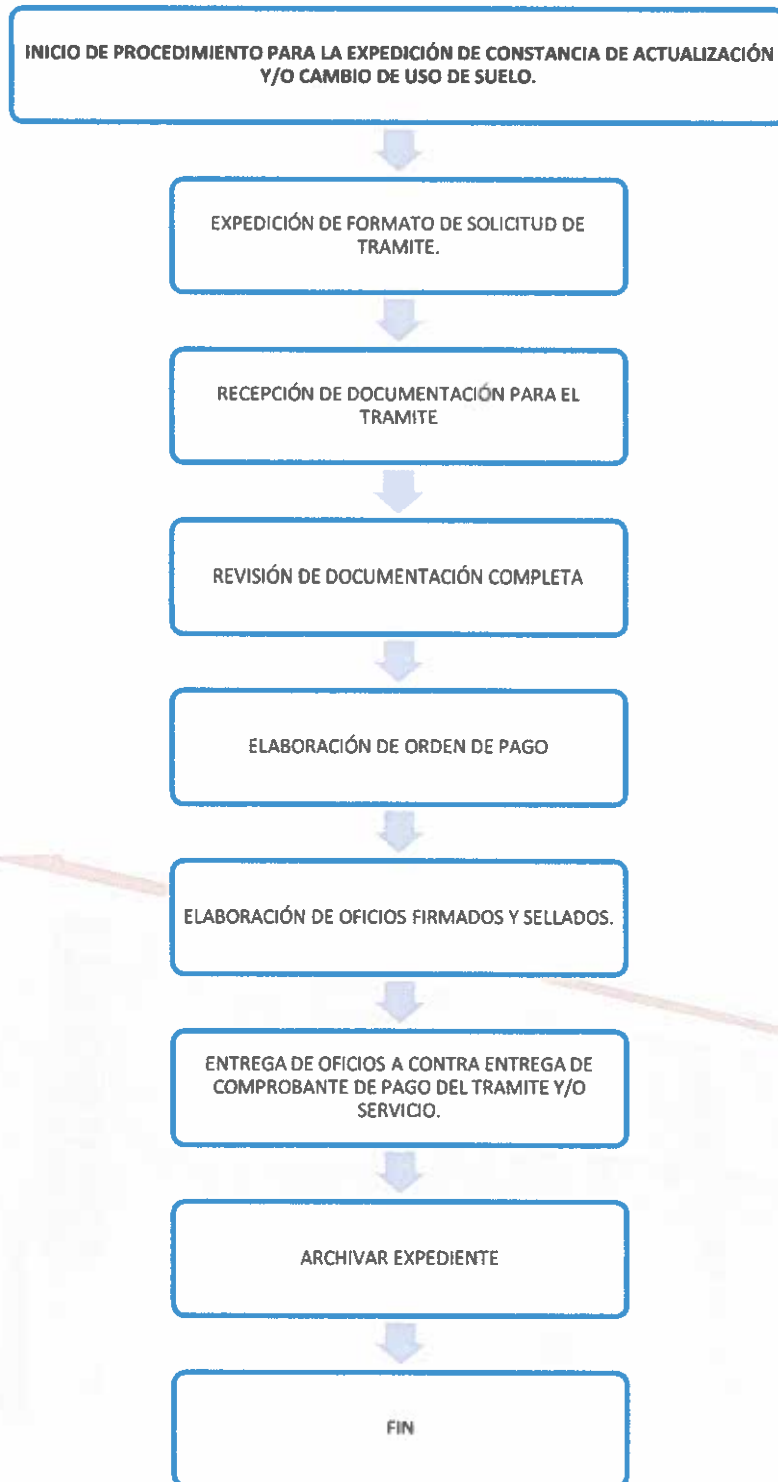 INICIO DE PROCEDIMIENTO PARA LA EXPEDICIÓN DE CONSTANCIA DE ACTUALIZACIÓN
Y/O CAMBIO DE USO DE SUELO.
EXPEDICIÓN DE FORMATO DE SOLICITUD DE
TRAMITE.
RECEPCIÓN DE DOCUMENTACIÓN PARA EL
TRAMITE
REVISIÓN DE DOCUMENTACIÓN COMPLETA
ELABORACIÓN DE ORDEN DE PAGO
ELABORACIÓN DE OFICIOS FIRMADOS Y SELLADOS.
ENTREGA DE OFICIOS A CONTRA ENTREGA DE
COMPROBANTE DE PAGO DEL TRAMITE Y/O
SERVICIO.
ARCHIVAR EXPEDIENTE
FIN